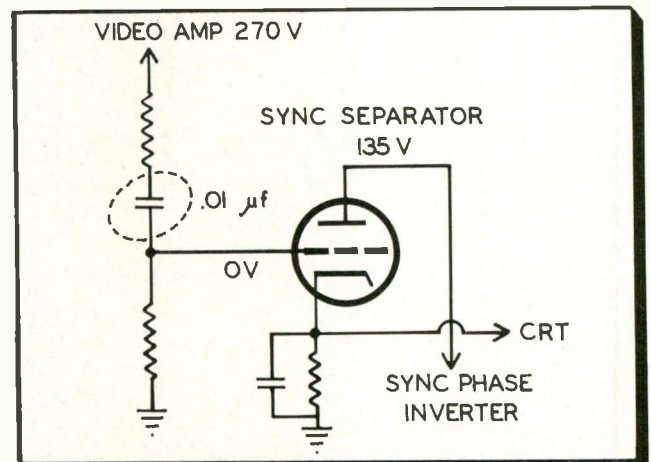 VIDEO AMP 270 V
SYNC SEPARATOR
135 V
.01 µf
0V
CRT
SYNC PHASE
INVERTER